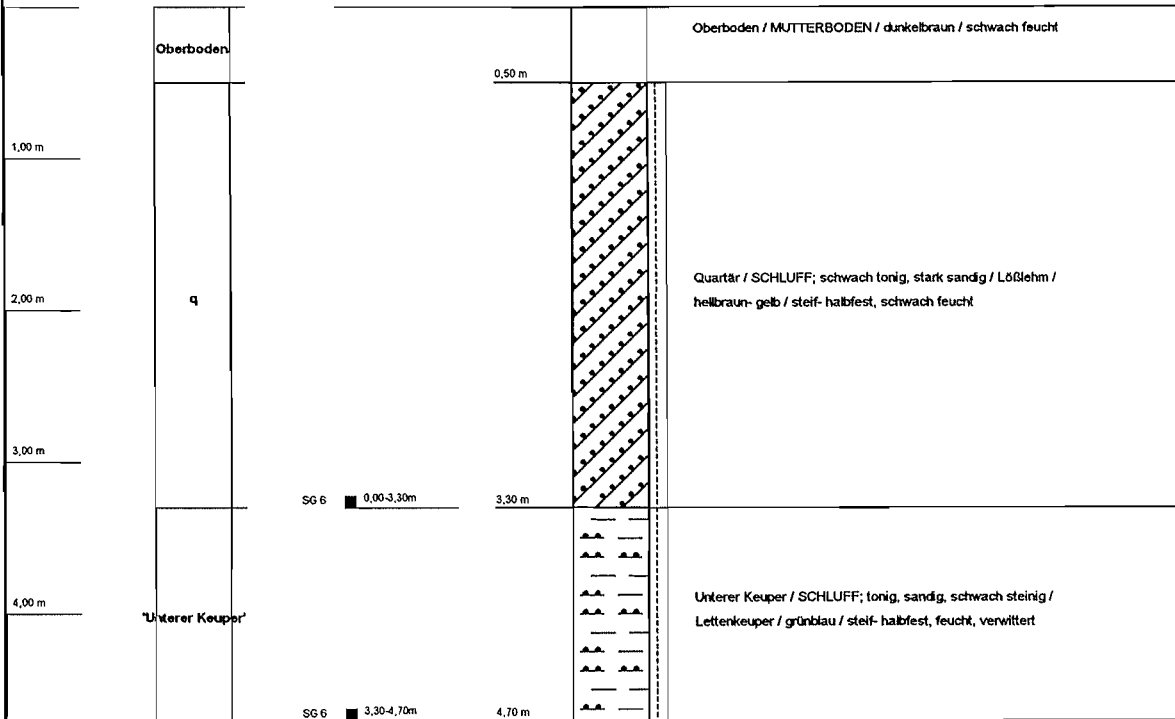 Oberboden / MUTTERBODEN / dunkelbraun / schwach feucht
Oberboden
0,50 m
1,00 m
Quartär / SCHLUFF; schwach tonig, stark sandig / Lößlehm /
hellbraun- gelb / steif- halbfest, schwach feucht
q
2,00 m
3,00 m
SG 6
0,00-3,30m
3,30 m
4,00 m
"Unterer Keuper"
Unterer Keuper / SCHLUFF; tonig, sandig, schwach steinig /
Lettenkeuper / grünblau / steif- halbfest, feucht, verwittert
SG 6
3,30-4,70m
4,70 m